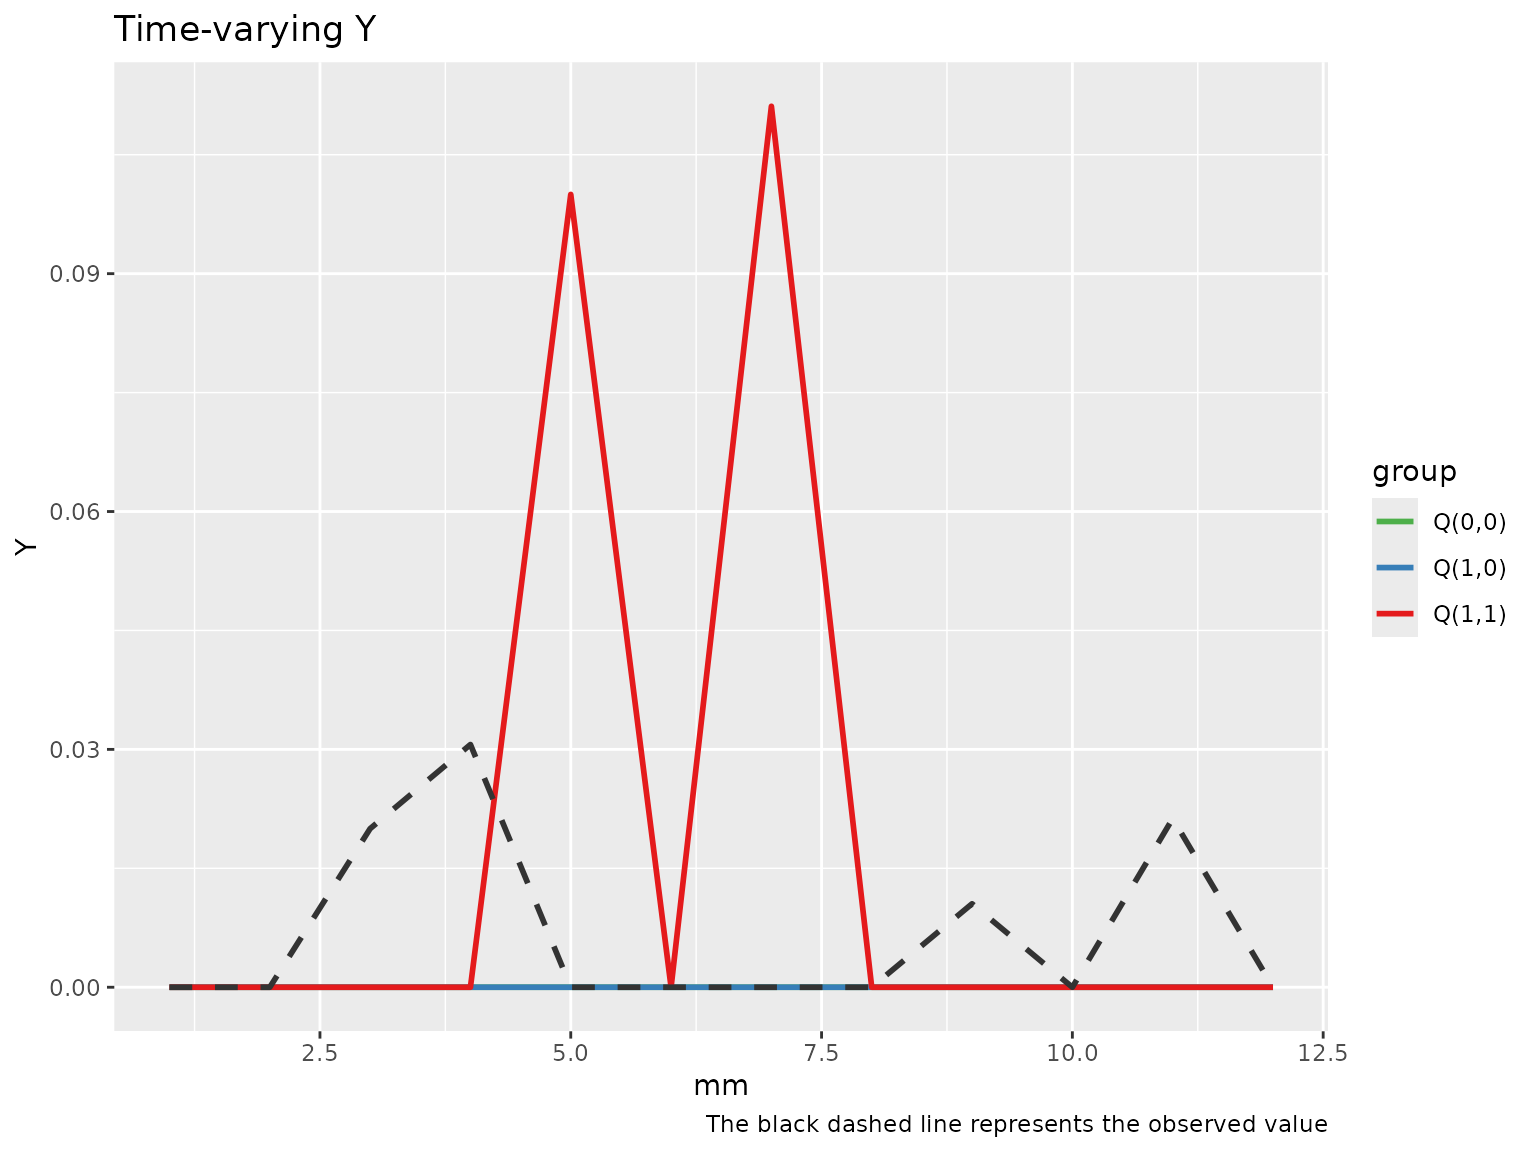 Time-varying Y
0.09
0.06
0.03
0.00
Y
2.5 5.0 7.5 10.0 12.5
mm
The black dashed line represents the observed value
group
Q(0,0)
Q(1,0)
Q(1,1)